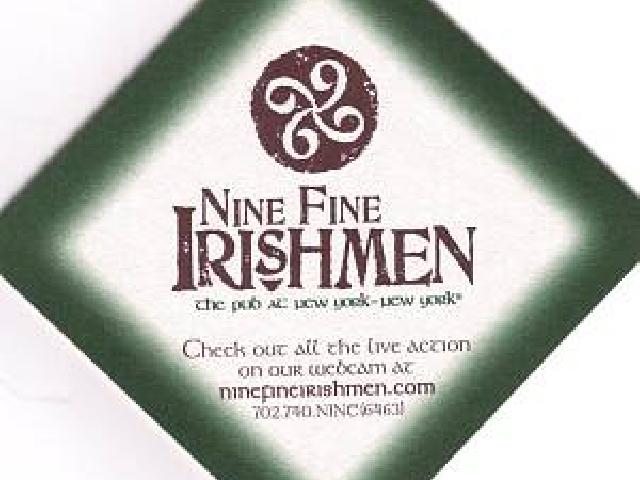 Nine Fine
Irishmen
the pub at new york-new york®
Check out all the live action
on our webcam at
ninefineirishmen.com
702.740.NINE(6463)